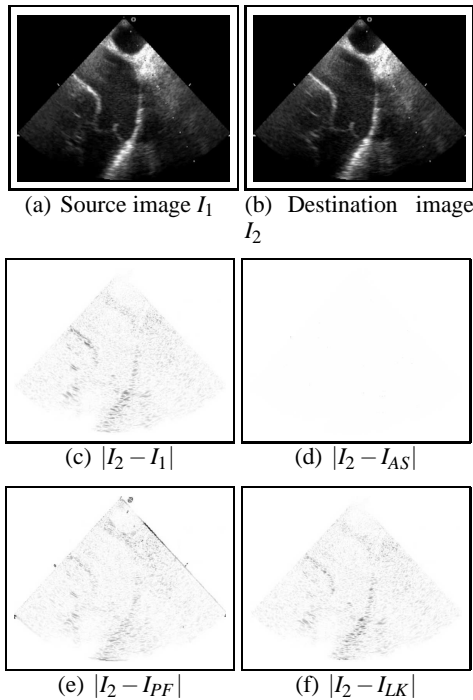 (a) Source image I1
(b) Destination image
I2
(c) |I2 − I1|
(d) |I2 − IAS|
(e) |I2 − IPF|
(f) |I2 − ILK|